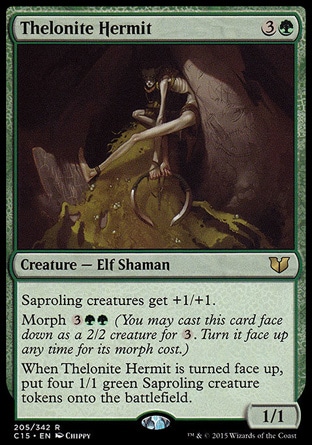 Thelonite Hermit 3
Creature — Elf Shaman
Saproling creatures get +1/+1.
Morph 3 (You may cast this card face
down as a 2/2 creature for 3. Turn it face up
any time for its morph cost.)
When Thelonite Hermit is turned face up,
put four 1/1 green Saproling creature
tokens onto the battlefield.
1/1
205/342 R
C15 • EN Chippy
™ & © 2015 Wizards of the Coast